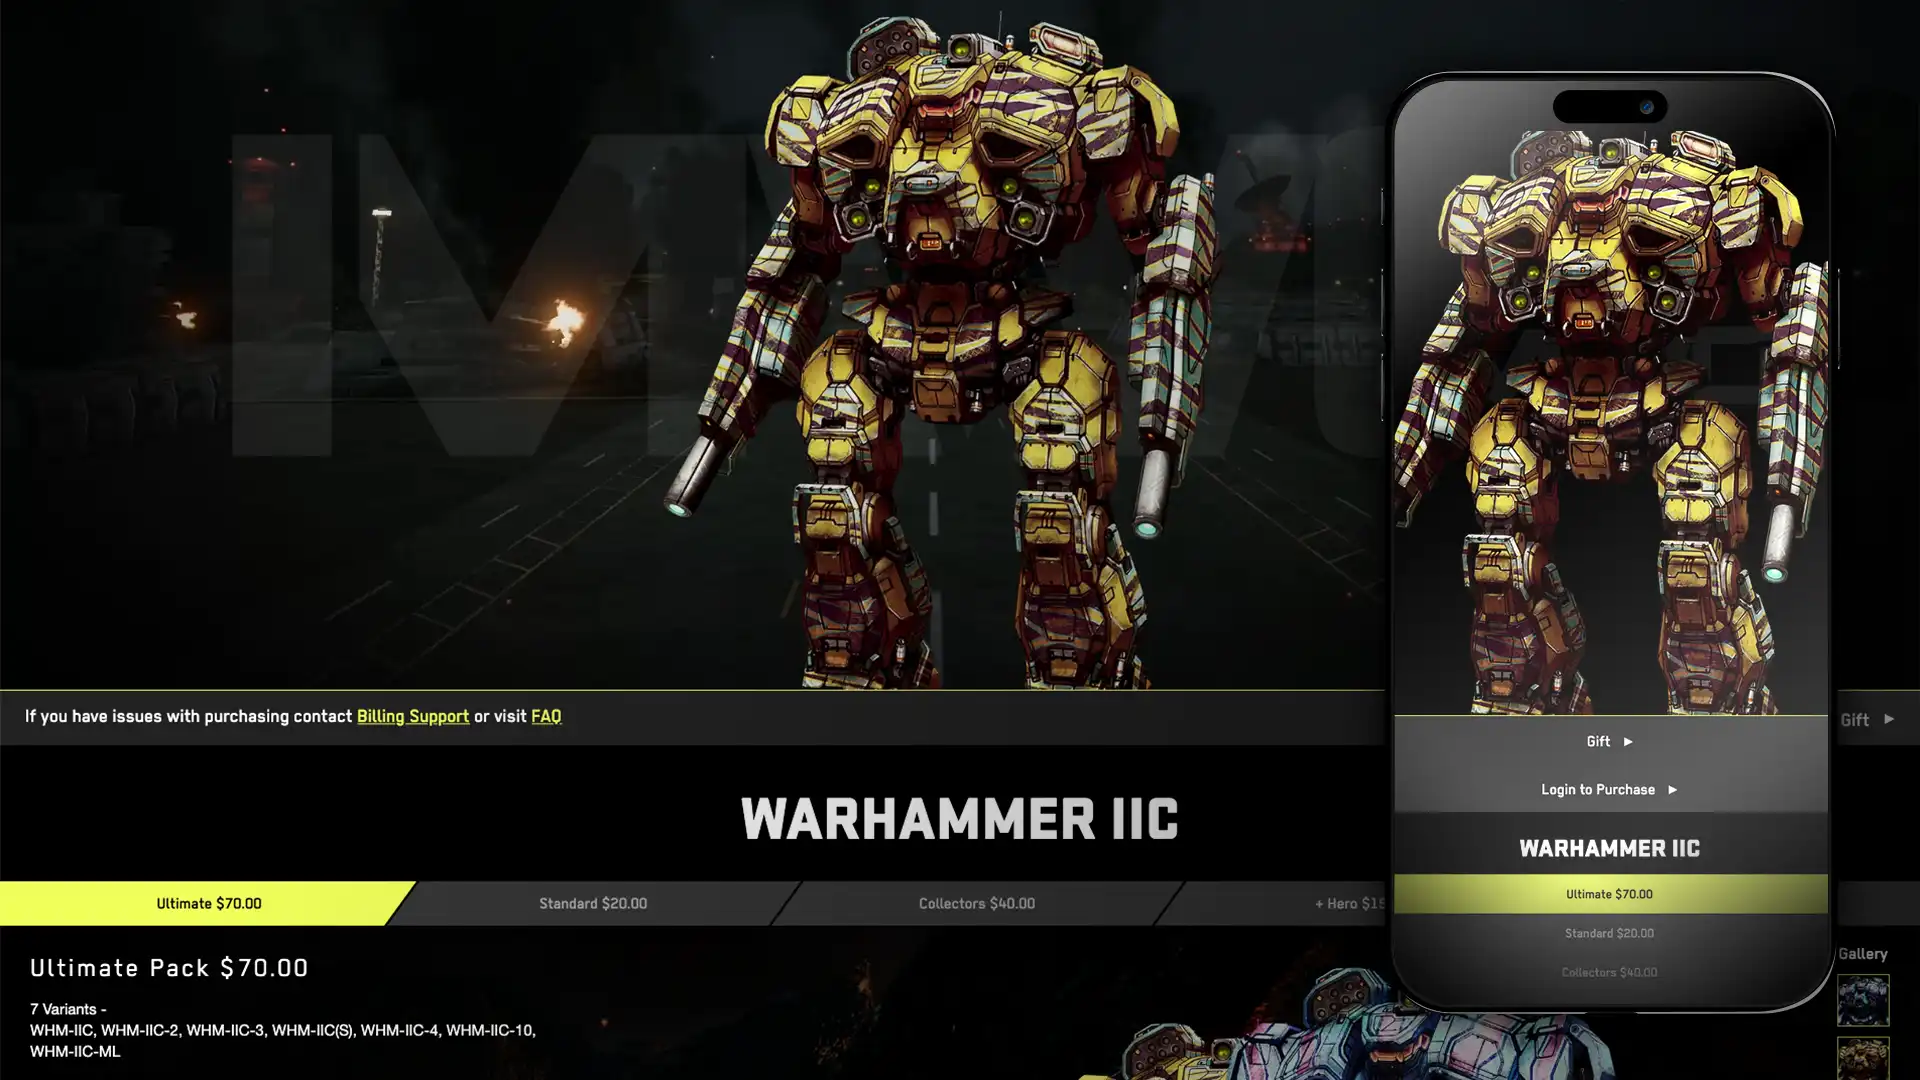 If you have issues with purchasing contact Billing Support or visit FAQ
Gift ▶
WARHAMMER IIC
Ultimate $70.00
Standard $20.00
Collectors $40.00
+ Hero
Ultimate Pack $70.00
7 Variants -
WHM-IIC, WHM-IIC-2, WHM-IIC-3, WHM-IIC(S), WHM-IIC-4, WHM-IIC-10,
WHM-IIC-ML
Gallery
Gift ▶
Login to Purchase ▶
WARHAMMER IIC
Ultimate $70.00
Standard $20.00
Collectors $40.00